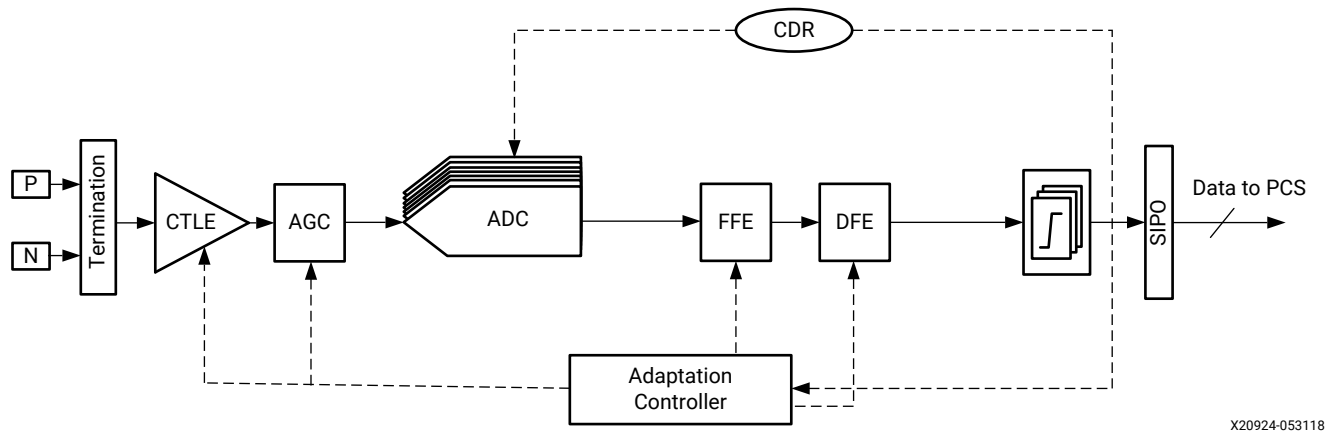 CDR
P
N
Termination
CTLE
AGC
ADC
FFE
DFE
SIPO
Data to PCS
Adaptation
Controller
X20924-053118